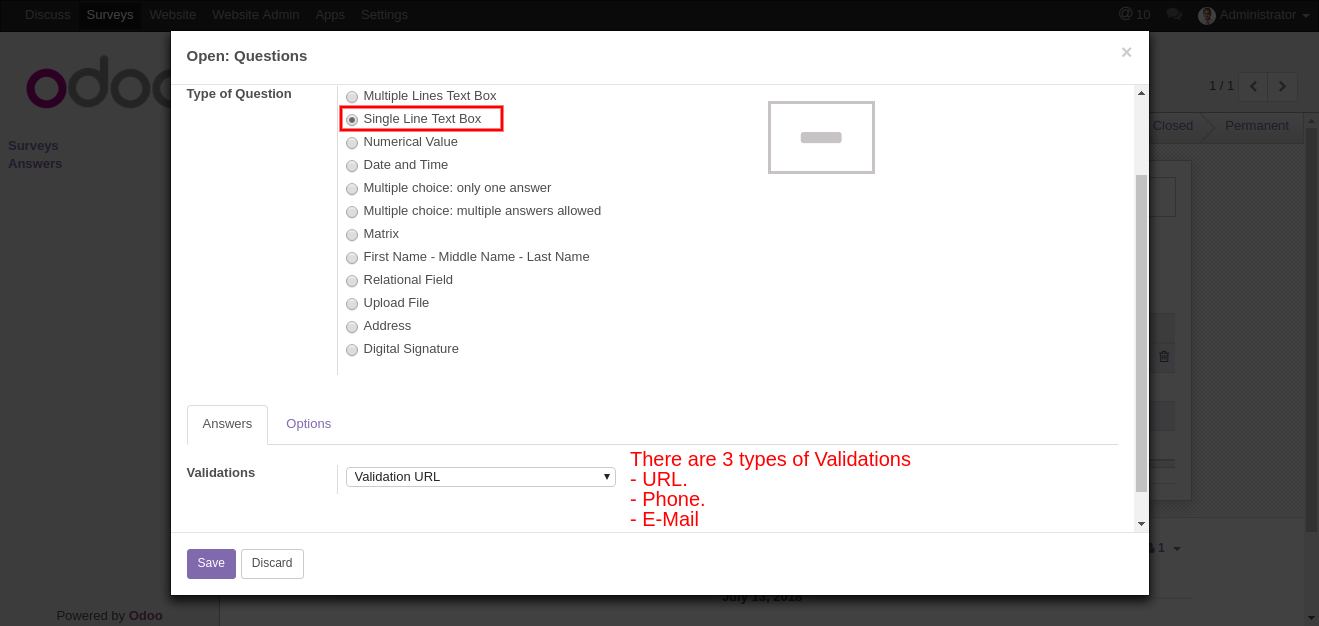 Discuss Surveys Website Website Admin Apps Settings @ 10 Administrator
Open: Questions ×
odoo
1 / 1
Type of Question
Multiple Lines Text Box
Single Line Text Box
Numerical Value
Date and Time
Multiple choice: only one answer
Multiple choice: multiple answers allowed
Matrix
First Name - Middle Name - Last Name
Relational Field
Upload File
Address
Digital Signature
Closed Permanent
Surveys
Answers
Answers Options
Validations Validation URL
There are 3 types of Validations
- URL.
- Phone.
- E-Mail
Save Discard
1
July 13, 2018
Powered by Odoo